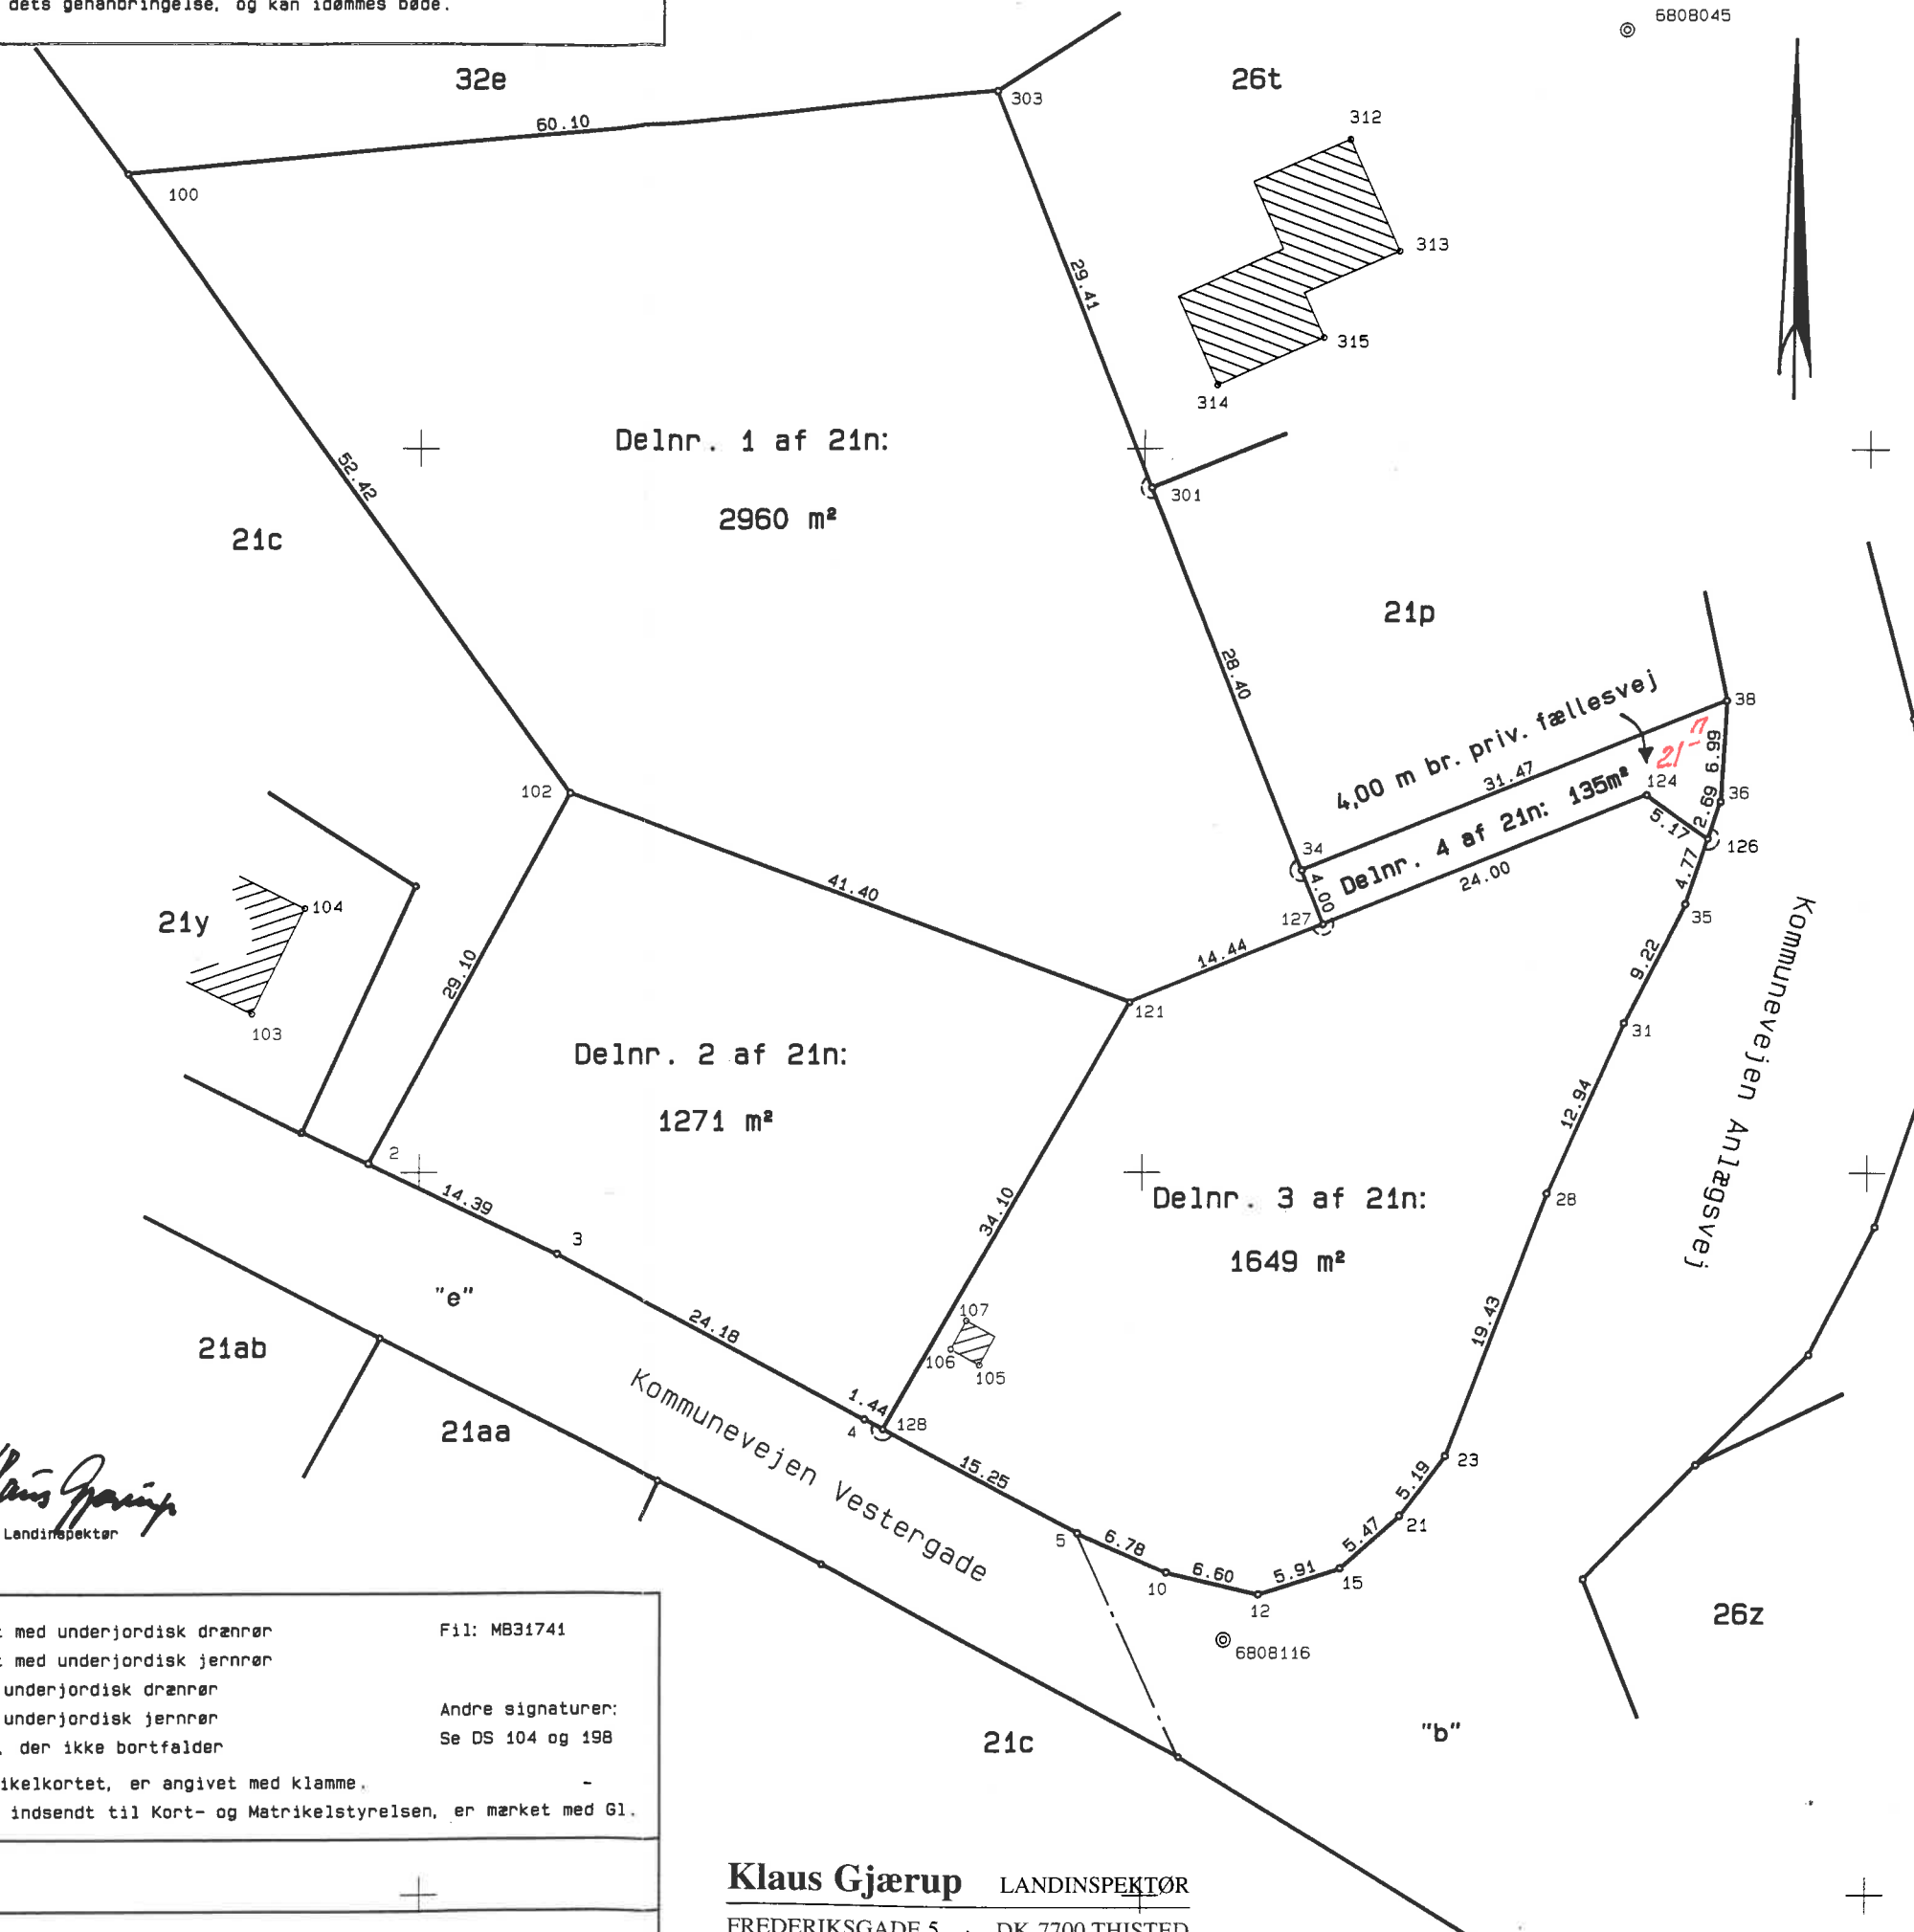 dets genanbringelse, og kan idømmes bøde.
6808045
32e
26t
303
60.10
312
100
313
29.41
315
314
Delnr. 1 af 21n:
2960 m²
52.42
301
21c
21p
28.40
4,00 m br. priv. fællesvej
38
21-n
6.99
31.47
124
135m²
Delnr. 4 af 21n:
102
36
2.69
5.17
126
34
4.00
24.00
4.77
41.40
127
35
104
21y
14.44
9.22
29.10
103
121
31
Kommunevejen Anlægsvej
Delnr. 2 af 21n:
1271 m²
12.94
2
14.39
Delnr. 3 af 21n:
1649 m²
28
34.10
3
"e"
19.43
107
24.18
106
105
21ab
1.44
4
128
Kommunevejen Vestergade
21aa
15.25
23
5.19
21
5.47
5
6.78
6.60
5.91
10
15
12
Landinspektør
6808116
26z
med underjordisk drænrør
Fil: MB31741
med underjordisk jernrør
underjordisk drænrør
underjordisk jernrør
Andre signaturer:
der ikke bortfalder
Se DS 104 og 198
ikelkortet, er angivet med klamme.
-
indsendt til Kort- og Matrikelstyrelsen, er mærket med Gl.
21c
"b"
Klaus Gjærup LANDINSPEKTØR
FREDERIKSGADE 5 · DK-7700 THISTED